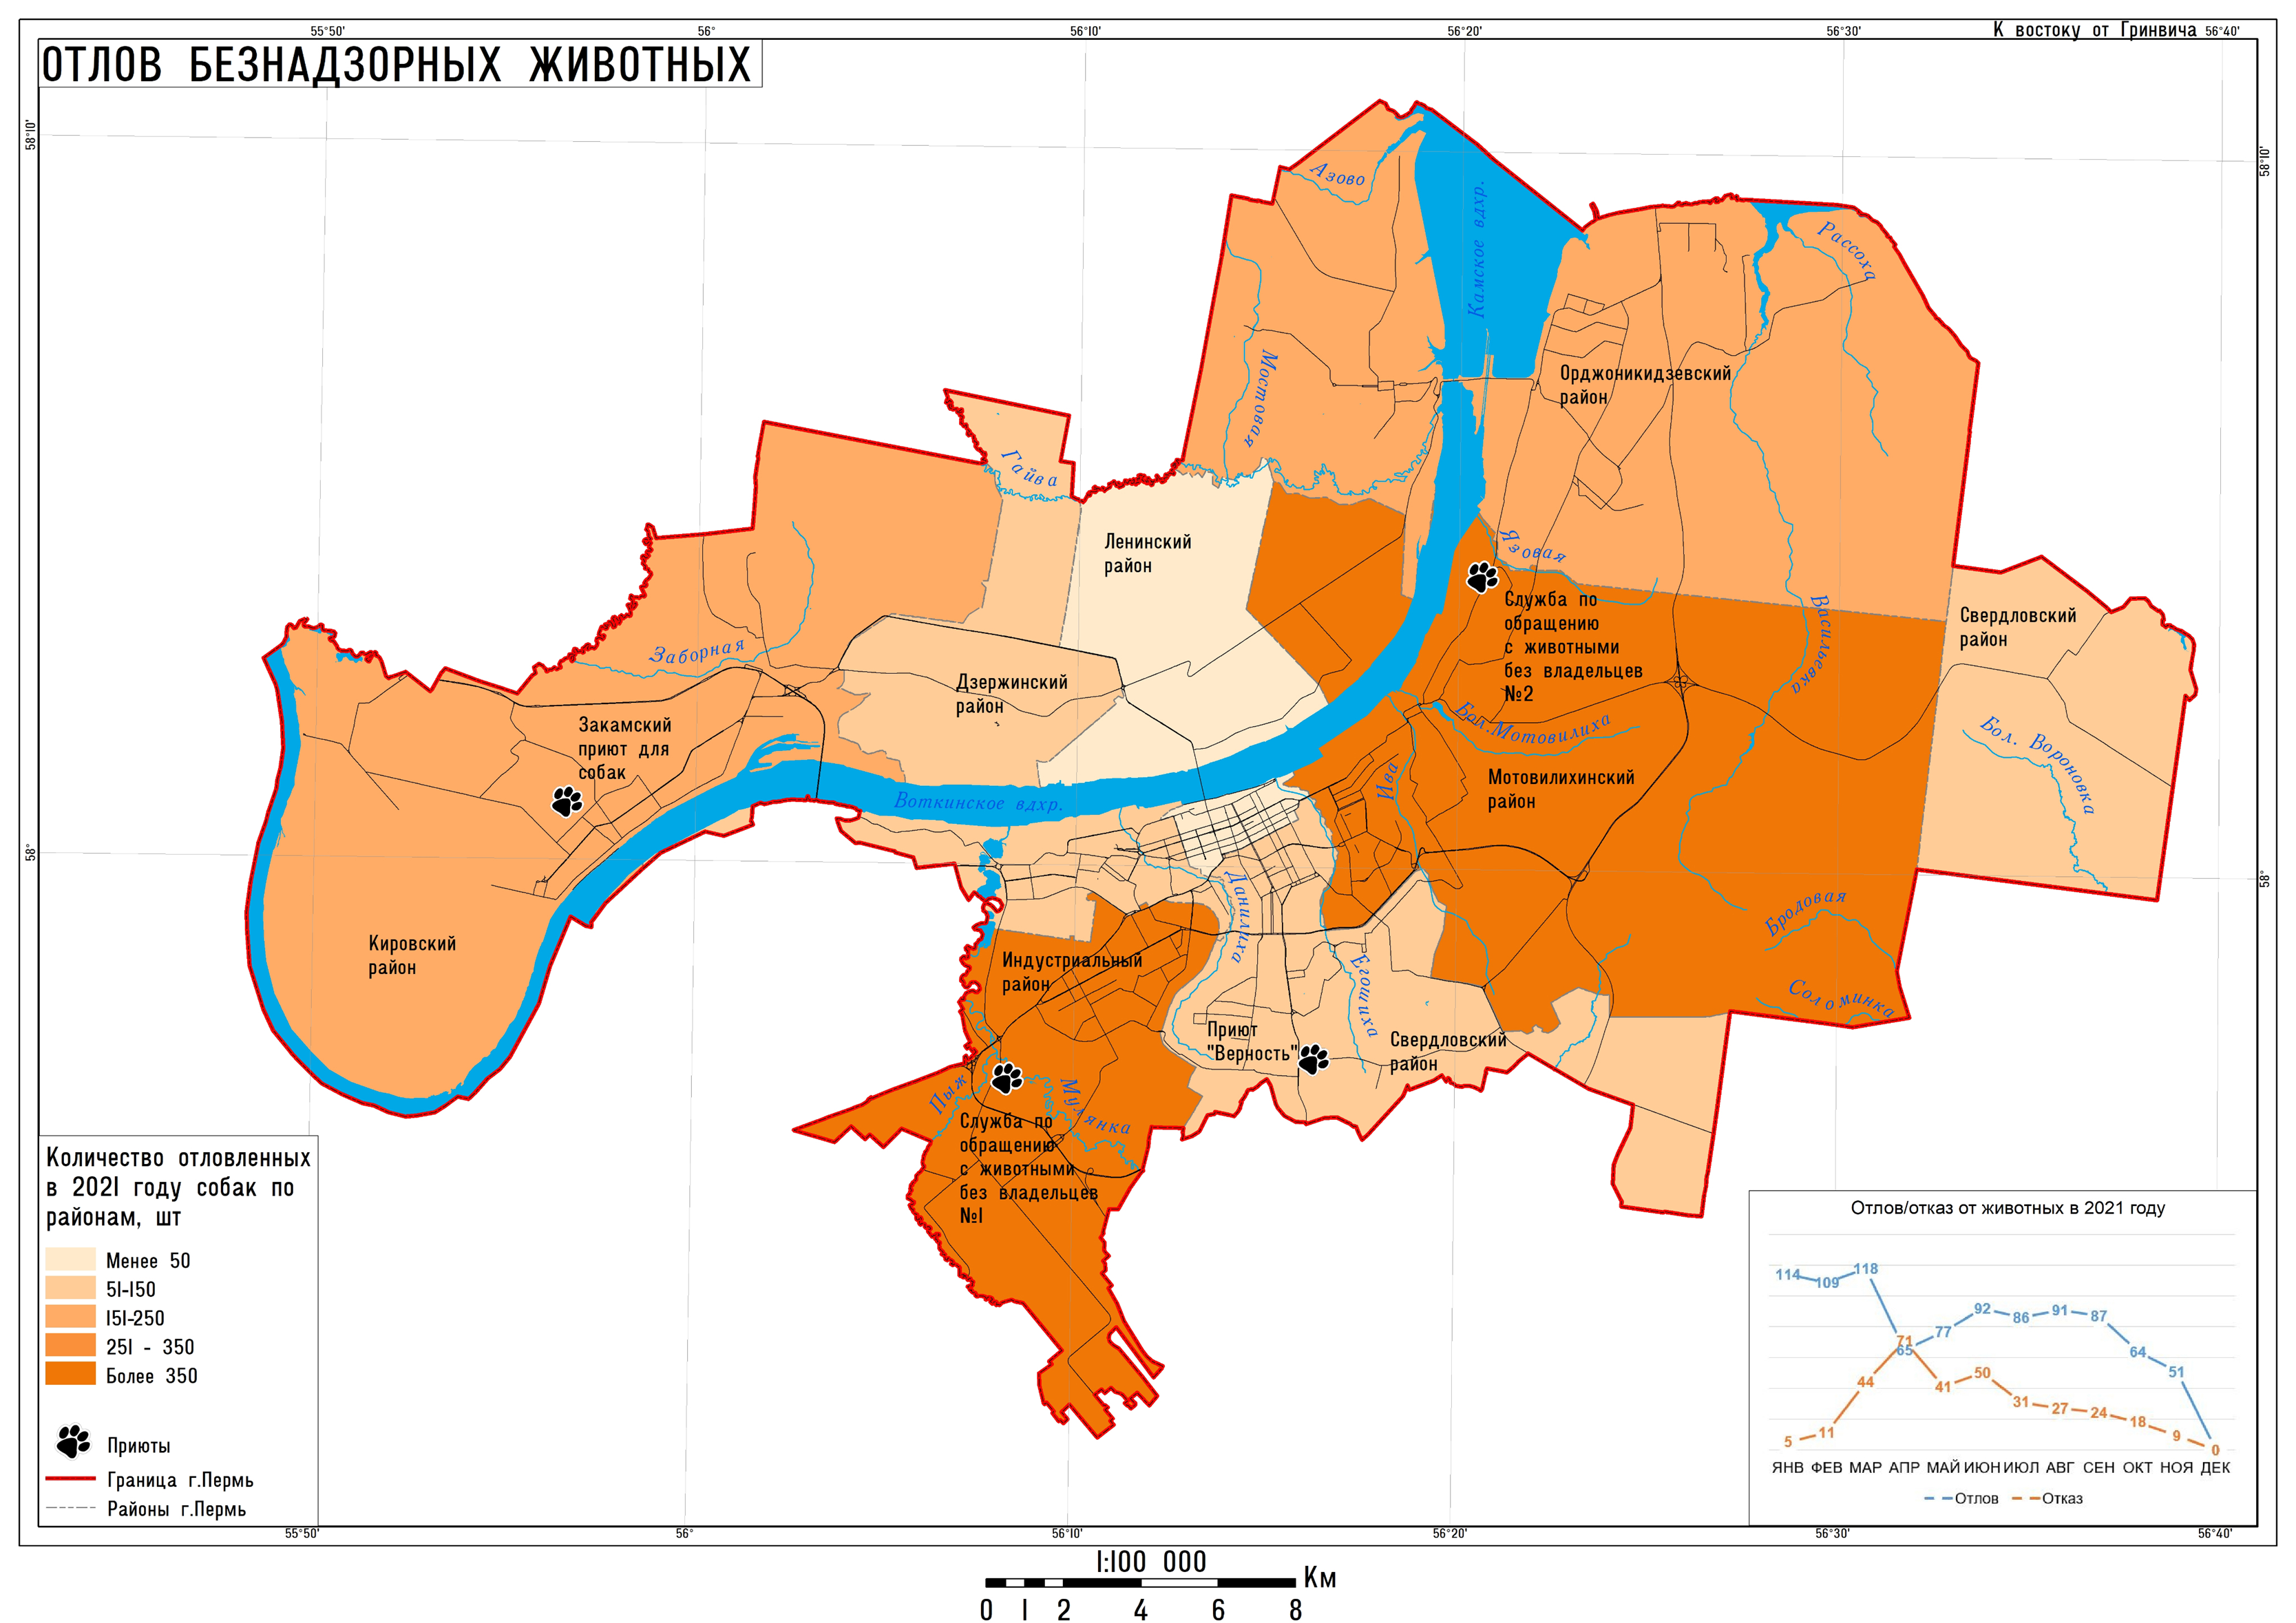 55°50'
56°
56°10'
56°20'
56°30'
К востоку от Гринвича 56°40'
ОТЛОВ БЕЗНАДЗОРНЫХ ЖИВОТНЫХ
58°10'
58°10'
Азово
Камское вдхр.
Рассоха
Мостовая
Орджоникидзевский
район
Гайва
Ленинский
район
Язовая
Служба по
обращению
с животными
без владельцев
№2
Васильевка
Свердловский
район
Заборная
Дзержинский
район
Закамский
приют для
собак
Бол.Мотовилиха
Бол. Вороновка
Воткинское вдхр.
Ива
Мотовилихинский
район
58°
58°
Данилиха
Бродовая
Кировский
район
Индустриальный
район
Егошиха
Соломинка
Приют
"Верность"
Свердловский
район
Пыж
Мулянка
Служба по
обращению
с животными
без владельцев
№1
Количество отловленных
в 2021 году собак по
районам, шт
Менее 50
51-150
151-250
251 - 350
Более 350
Приюты
Граница г.Пермь
Районы г.Пермь
Отлов/отказ от животных в 2021 году
114 109 118
71
65 77 92 86 91 87
64 51
44 41 50 31 27 24 18 9
5 11 0
ЯНВ ФЕВ МАР АПР МАЙ ИЮН ИЮЛ АВГ СЕН ОКТ НОЯ ДЕК
Отлов Отказ
55°50'
56°
56°10'
56°20'
56°30'
56°40'
1:100 000
Км
0 1 2 4 6 8